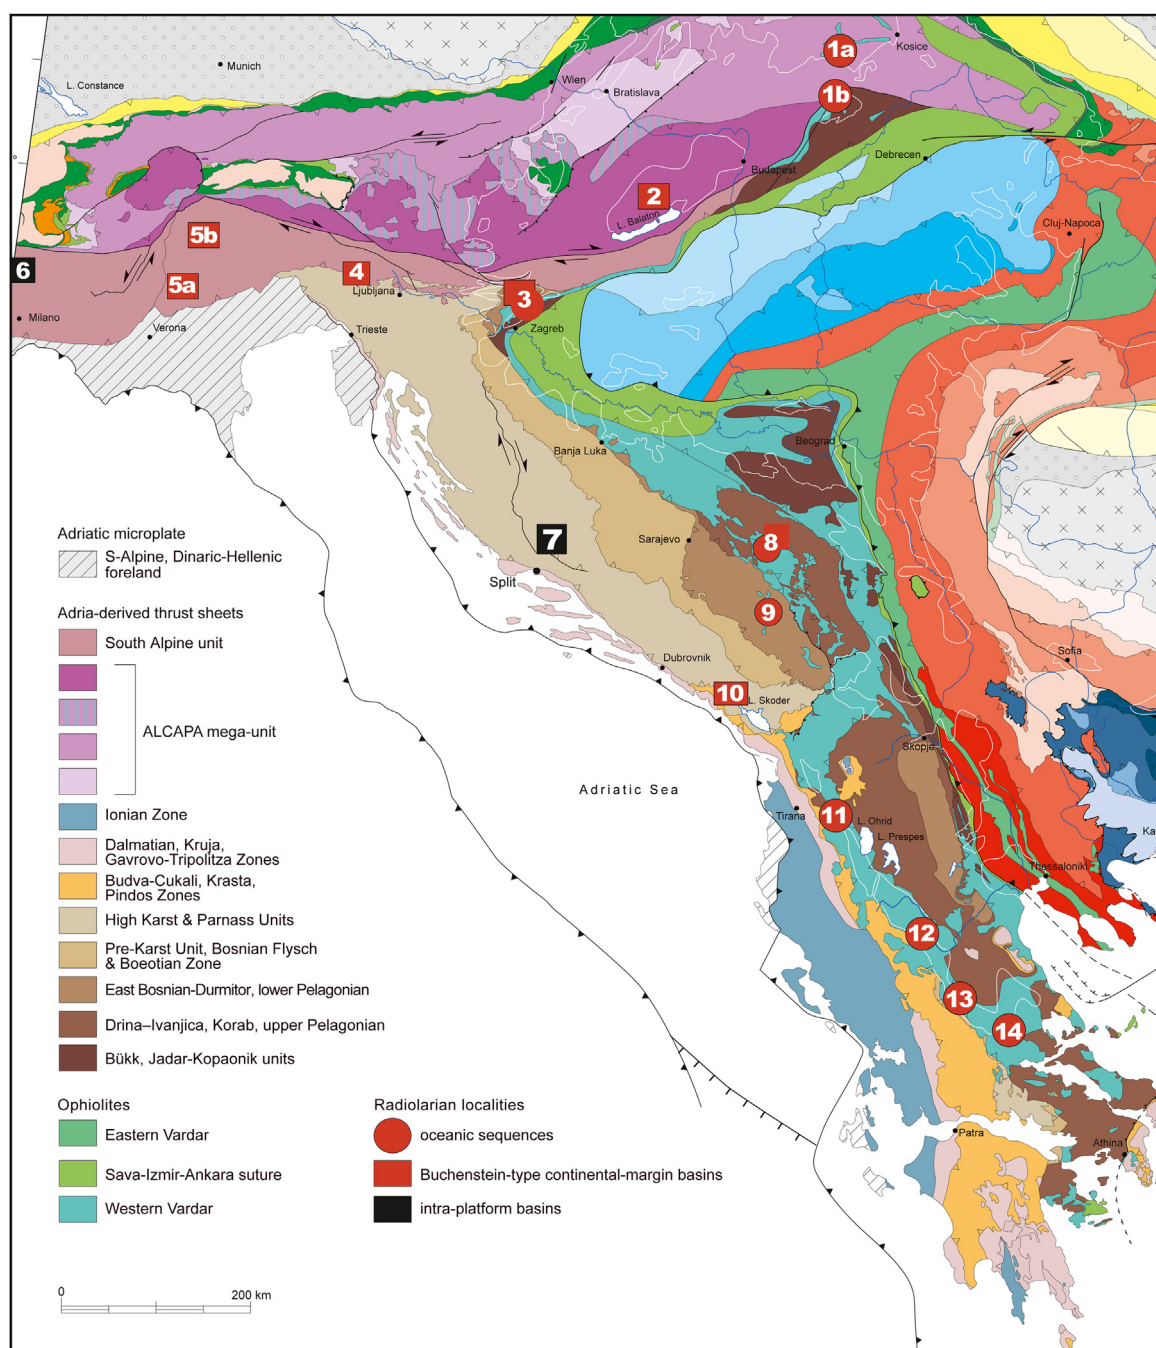 1a
Kosice
Munich
L. Constance
Wien
Bratislava
1b
Debrecen
Budapest
2
L. Balaton
Cluj-Napoca
5b
6
5a
4
Ljubljana
3
Milano
Verona
Trieste
Zagreb
Beograd
Banja Luka
7
Sarajevo
8
Split
9
Sofia
Dubrovnik
10
L. Skoder
Skopje
Adriatic Sea
Tirana
11
L. Ohrid
L. Prespes
Ka
Thessaloniki
12
13
14
Patra
Athina
Adriatic microplate
S-Alpine, Dinaric-Hellenic
foreland
Adria-derived thrust sheets
South Alpine unit
ALCAPA mega-unit
Ionian Zone
Dalmatian, Kruja,
Gavrovo-Tripolitza Zones
Budva-Cukali, Krasta,
Pindos Zones
High Karst & Parnass Units
Pre-Karst Unit, Bosnian Flysch
& Boeotian Zone
East Bosnian-Durmitor, lower Pelagonian
Drina–Ivanjica, Korab, upper Pelagonian
Bükk, Jadar-Kopaonik units
Ophiolites
Eastern Vardar
Sava-Izmir-Ankara suture
Western Vardar
Radiolarian localities
oceanic sequences
Buchenstein-type continental-margin basins
intra-platform basins
0
200 km